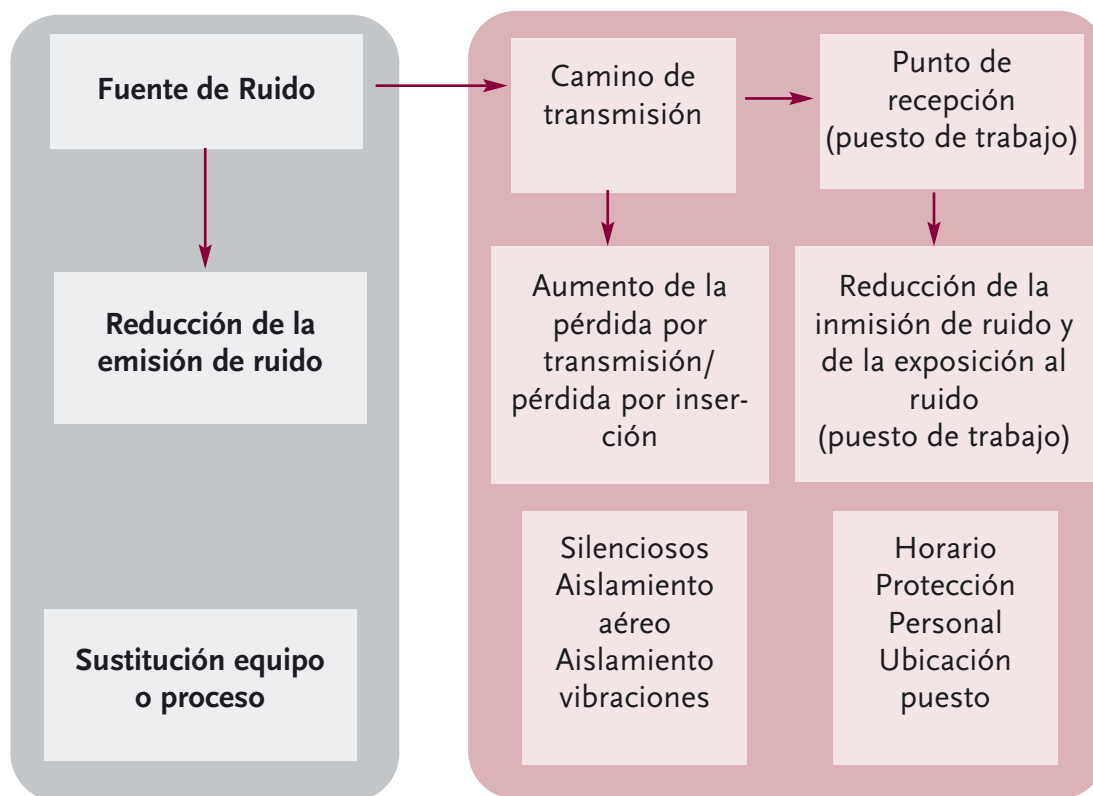 Fuente de Ruido
Camino de
transmisión
Punto de
recepción
(puesto de trabajo)
Reducción de la
emisión de ruido
Aumento de la
pérdida por
transmisión/
pérdida por inser-
ción
Reducción de la
inmisión de ruido y
de la exposición al
ruido
(puesto de trabajo)
Sustitución equipo
o proceso
Silenciosos
Aislamiento
aéreo
Aislamiento
vibraciones
Horario
Protección
Personal
Ubicación
puesto